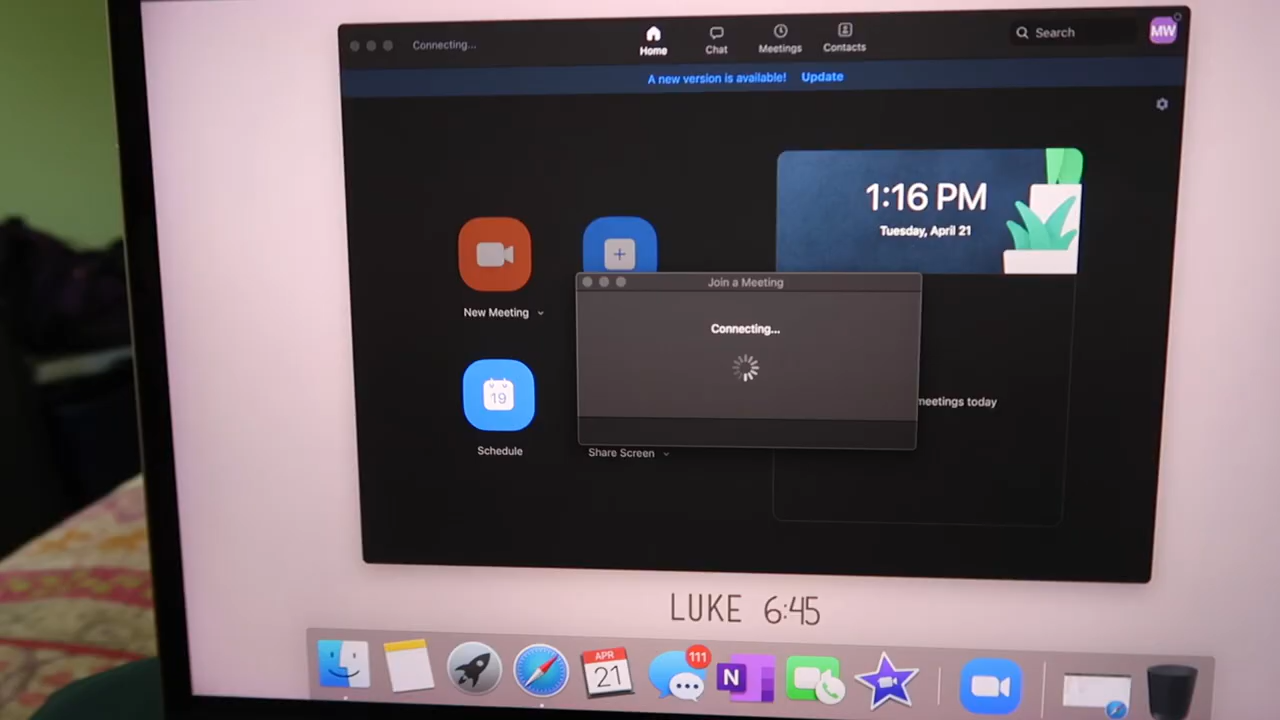 Connecting...
Home
Chat
Meetings
Contacts
Search
MW
A new version is available! Update
1:16 PM
Tuesday, April 21
Join a Meeting
Connecting...
New Meeting
19
meetings today
Schedule
Share Screen
LUKE 6:45
APR
21
111
N